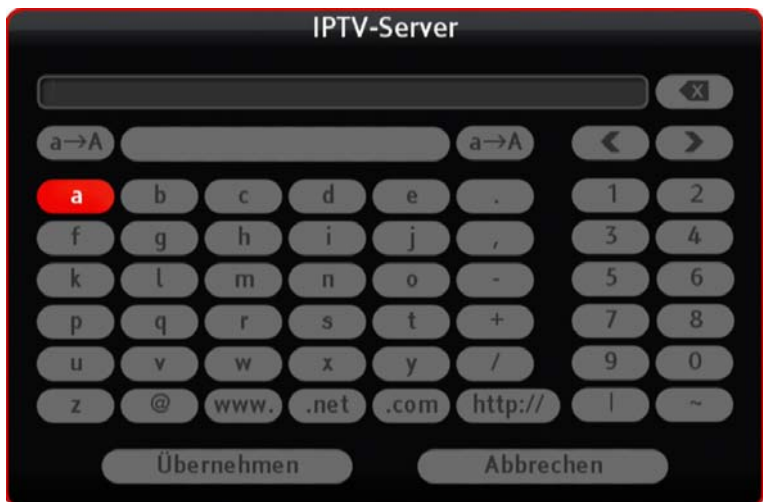 IPTV-Server
X
a→A a→A ❮ ❯
a b c d e . 1 2
f g h i j , 3 4
k l m n o - 5 6
p q r s t + 7 8
u v w x y / 9 0
z @ www. .net .com http:// | ~
Übernehmen Abbrechen